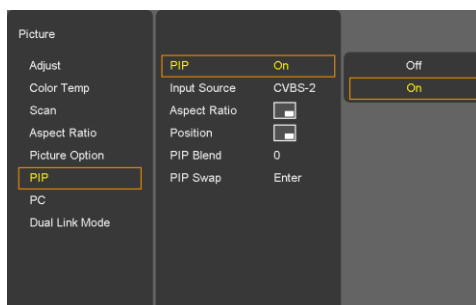 Picture
Adjust
Color Temp
Scan
Aspect Ratio
Picture Option
PIP
PC
Dual Link Mode
PIP On
Input Source CVBS-2
Aspect Ratio
Position
PIP Blend 0
PIP Swap Enter
Off
On